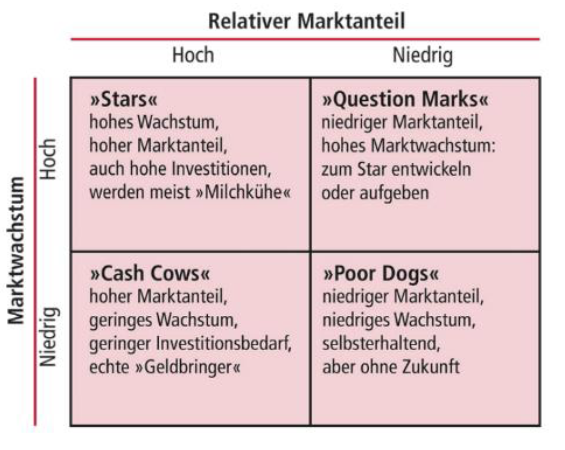 Relativer Marktanteil
Hoch
Niedrig
Marktwachstum
Hoch
»Stars«
hohes Wachstum,
hoher Marktanteil,
auch hohe Investitionen,
werden meist »Milchkühe«
»Question Marks«
niedriger Marktanteil,
hohes Marktwachstum:
zum Star entwickeln
oder aufgeben
Niedrig
»Cash Cows«
hoher Marktanteil,
geringes Wachstum,
geringer Investitionsbedarf,
echte »Geldbringer«
»Poor Dogs«
niedriger Marktanteil,
niedriges Wachstum,
selbsterhaltend,
aber ohne Zukunft